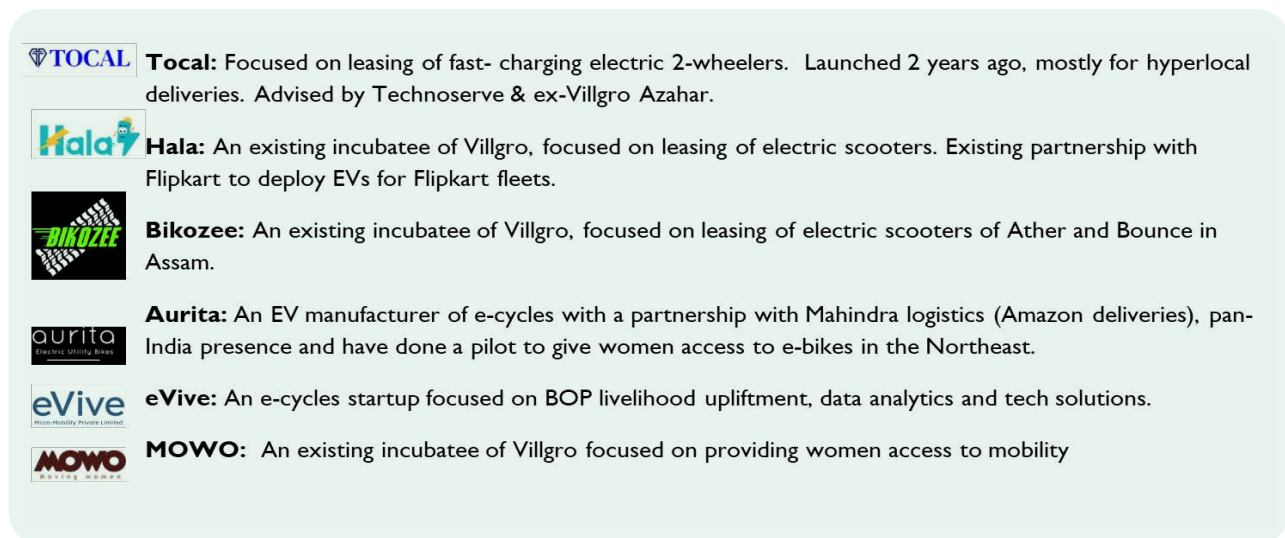 TOCAL
Tocal: Focused on leasing of fast- charging electric 2-wheelers. Launched 2 years ago, mostly for hyperlocal
deliveries. Advised by Technoserve & ex-Villgro Azahar.
Hala
Hala: An existing incubatee of Villgro, focused on leasing of electric scooters. Existing partnership with
Flipkart to deploy EVs for Flipkart fleets.
BIKOZEE
Bikozee: An existing incubatee of Villgro, focused on leasing of electric scooters of Ather and Bounce in
Assam.
aurita
Electric Utility Bikes
Aurita: An EV manufacturer of e-cycles with a partnership with Mahindra logistics (Amazon deliveries), pan-
India presence and have done a pilot to give women access to e-bikes in the Northeast.
eVive
Micro-Mobility Private Limited
eVive: An e-cycles startup focused on BOP livelihood upliftment, data analytics and tech solutions.
MOWO
Moving women
MOWO: An existing incubatee of Villgro focused on providing women access to mobility